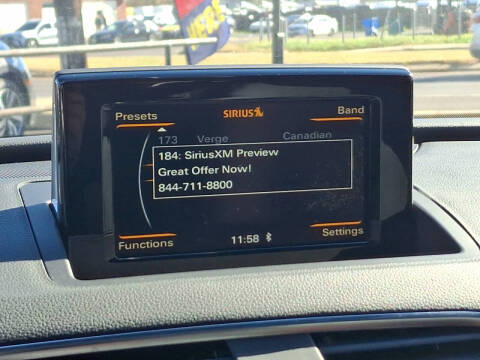 Presets
SIRIUS
Band
173 Verge Canadian
184: SiriusXM Preview
Great Offer Now!
844-711-8800
Functions
11:58
Settings